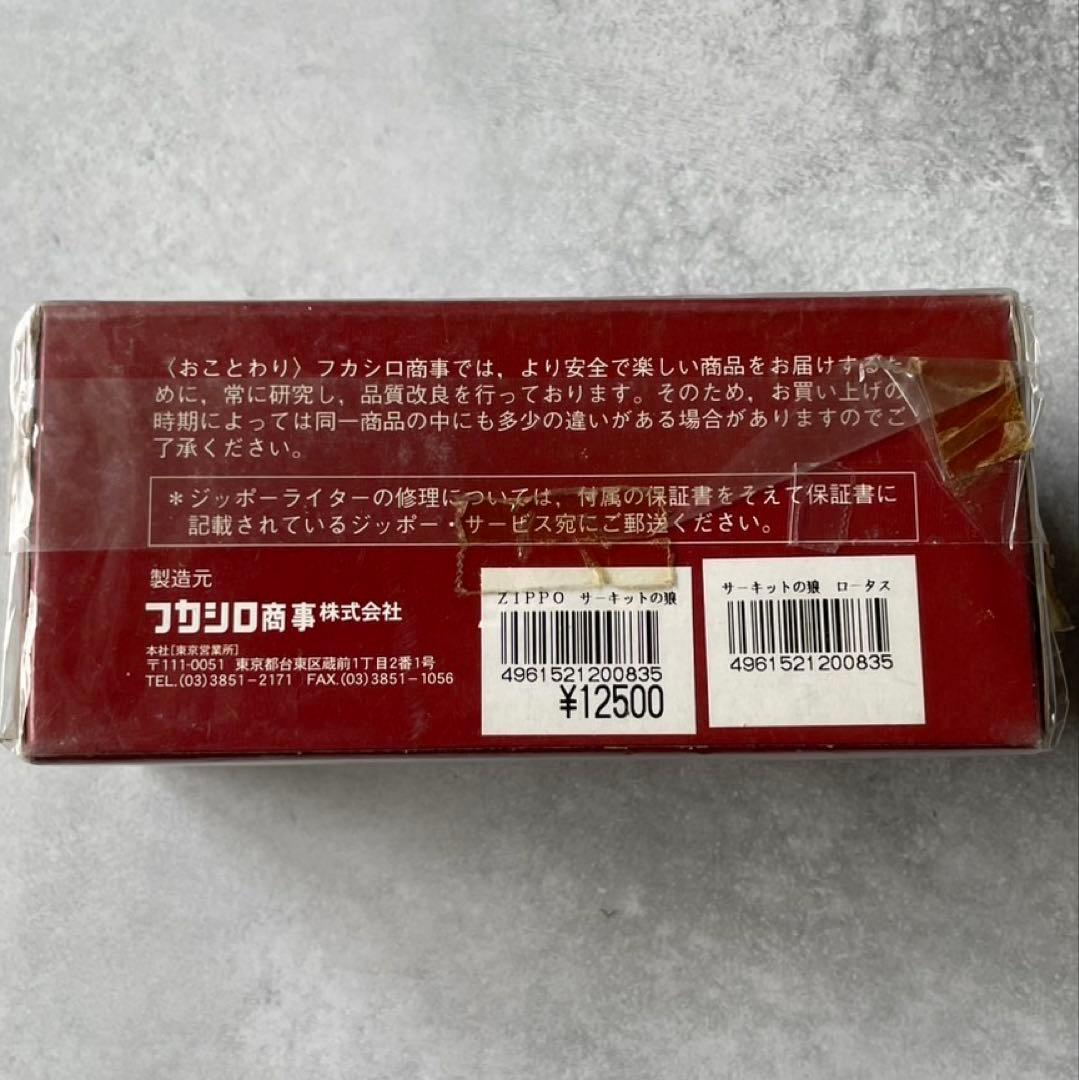 〈おことわり〉フカシロ商事では，より安全で楽しい商品をお届けするた
めに，常に研究し，品質改良を行っております。そのため，お買い上げの
時期によっては同一商品の中にも多少の違いがある場合がありますのでご
了承ください。
＊ジッポーライターの修理については，付属の保証書をそえて保証書に
記載されているジッポー・サービス宛にご郵送ください。
製造元
フカシロ商事株式会社
本社[東京営業所]
〒111-0051 東京都台東区蔵前1丁目2番1号
TEL.(03)3851-2171 FAX.(03)3851-1056
ZIPPO サーキットの狼
4961521200835
¥12500
サーキットの狼 ロータス
4961521200835